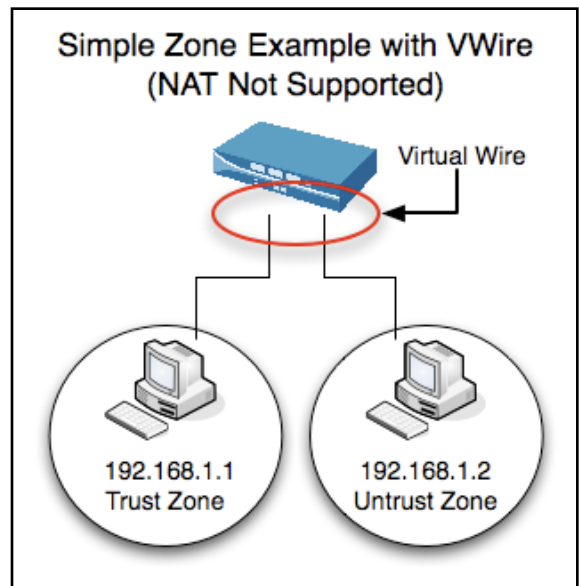 Simple Zone Example with VWire
(NAT Not Supported)
Virtual Wire
192.168.1.1
Trust Zone
192.168.1.2
Untrust Zone